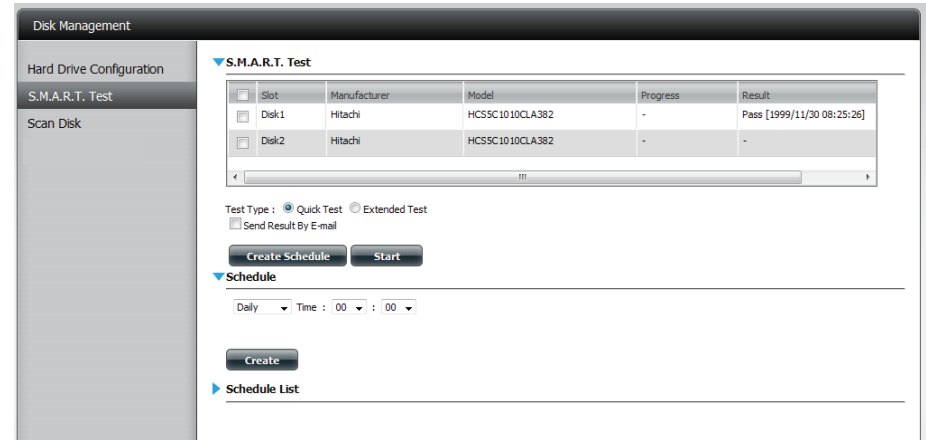 Disk Management
Hard Drive Configuration
S.M.A.R.T. Test
Scan Disk
S.M.A.R.T. Test
Slot Manufacturer Model Progress Result
Disk1 Hitachi HCS5C1010CLA382 - Pass [1999/11/30 08:25:26]
Disk2 Hitachi HCS5C1010CLA382 - -
Test Type : Quick Test Extended Test
Send Result By E-mail
Create Schedule Start
Schedule
Daily Time : 00 : 00
Create
Schedule List